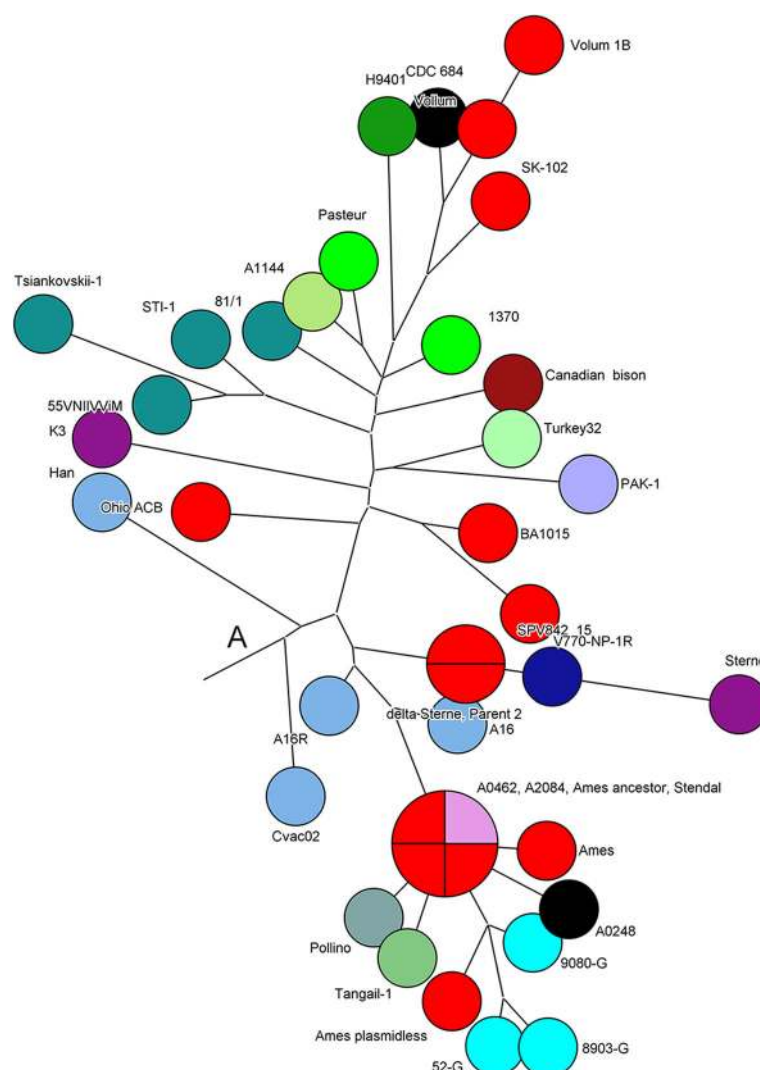 Volum 1B
CDC 684
H9401
Vollum
SK-102
Pasteur
A1144
Tsiankovskii-1
STI-1
81/1
1370
Canadian bison
55VNIIVViM
K3
Turkey32
Han
PAK-1
Ohio ACB
BA1015
SPV842_15
A
V770-NP-1R
Sterne
delta-Sterne, Parent 2
A16
A16R
A0462, A2084, Ames ancestor, Stendal
Cvac02
Ames
A0248
Pollino
9080-G
Tangail-1
Ames plasmidless
8903-G
52-G